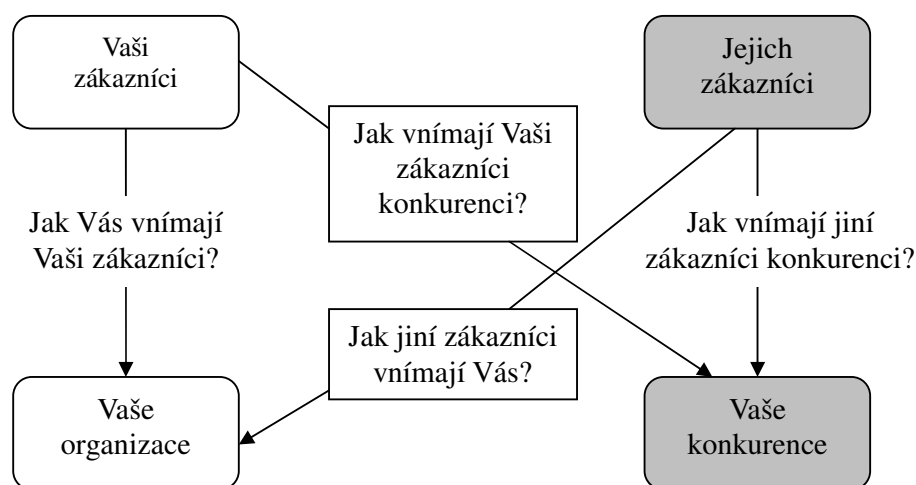 Vaši
zákazníci
Jejich
zákazníci
Jak vnímají Vaši
zákazníci
konkurenci?
Jak Vás vnímají
Vaši zákazníci?
Jak vnímají jiní
zákazníci konkurenci?
Jak jiní zákazníci
vnímají Vás?
Vaše
organizace
Vaše
konkurence